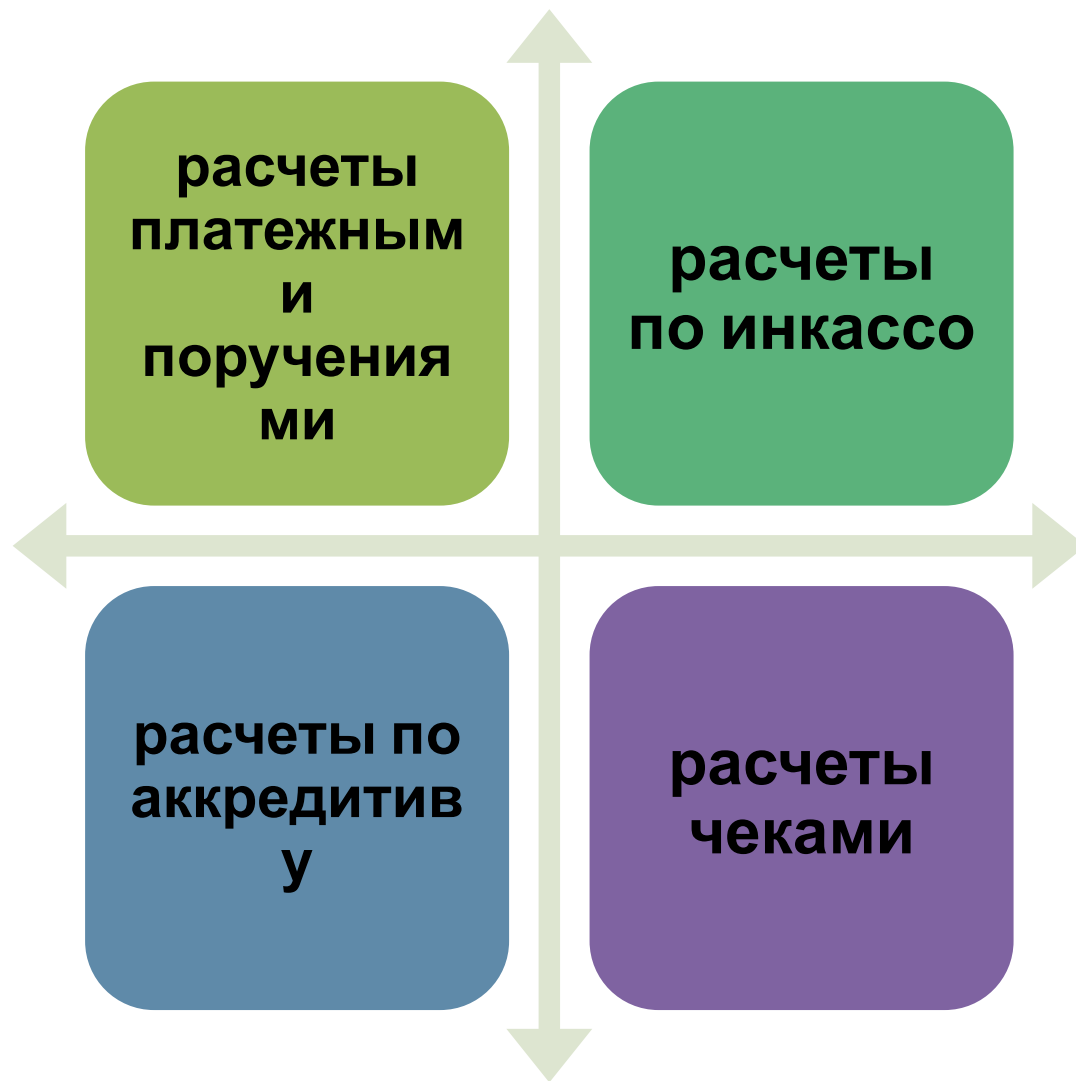 расчеты
платежным
и
поручения
ми
расчеты
по инкассо
расчеты по
аккредитив
у
расчеты
чеками